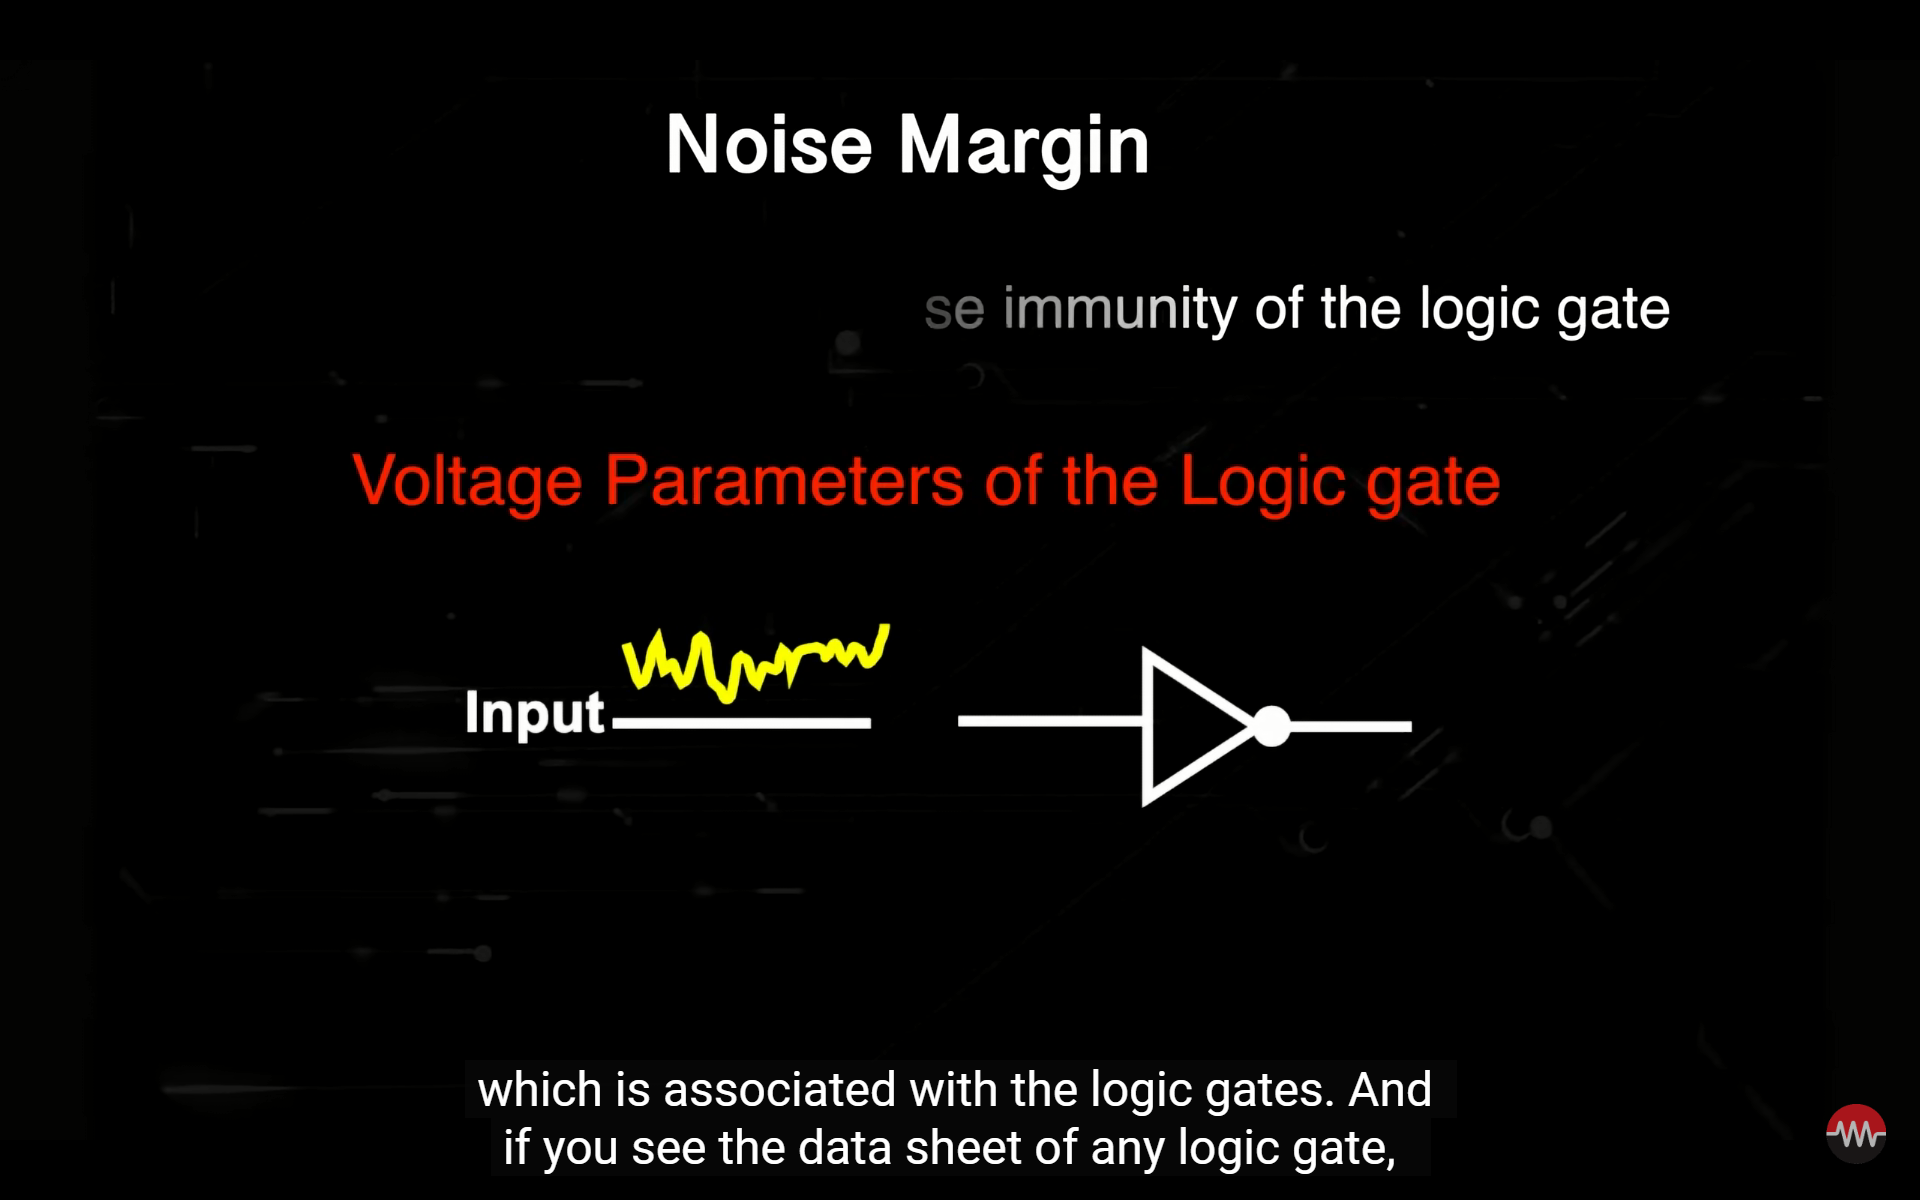 Noise Margin
se immunity of the logic gate
Voltage Parameters of the Logic gate
Input
which is associated with the logic gates. And
if you see the data sheet of any logic gate,